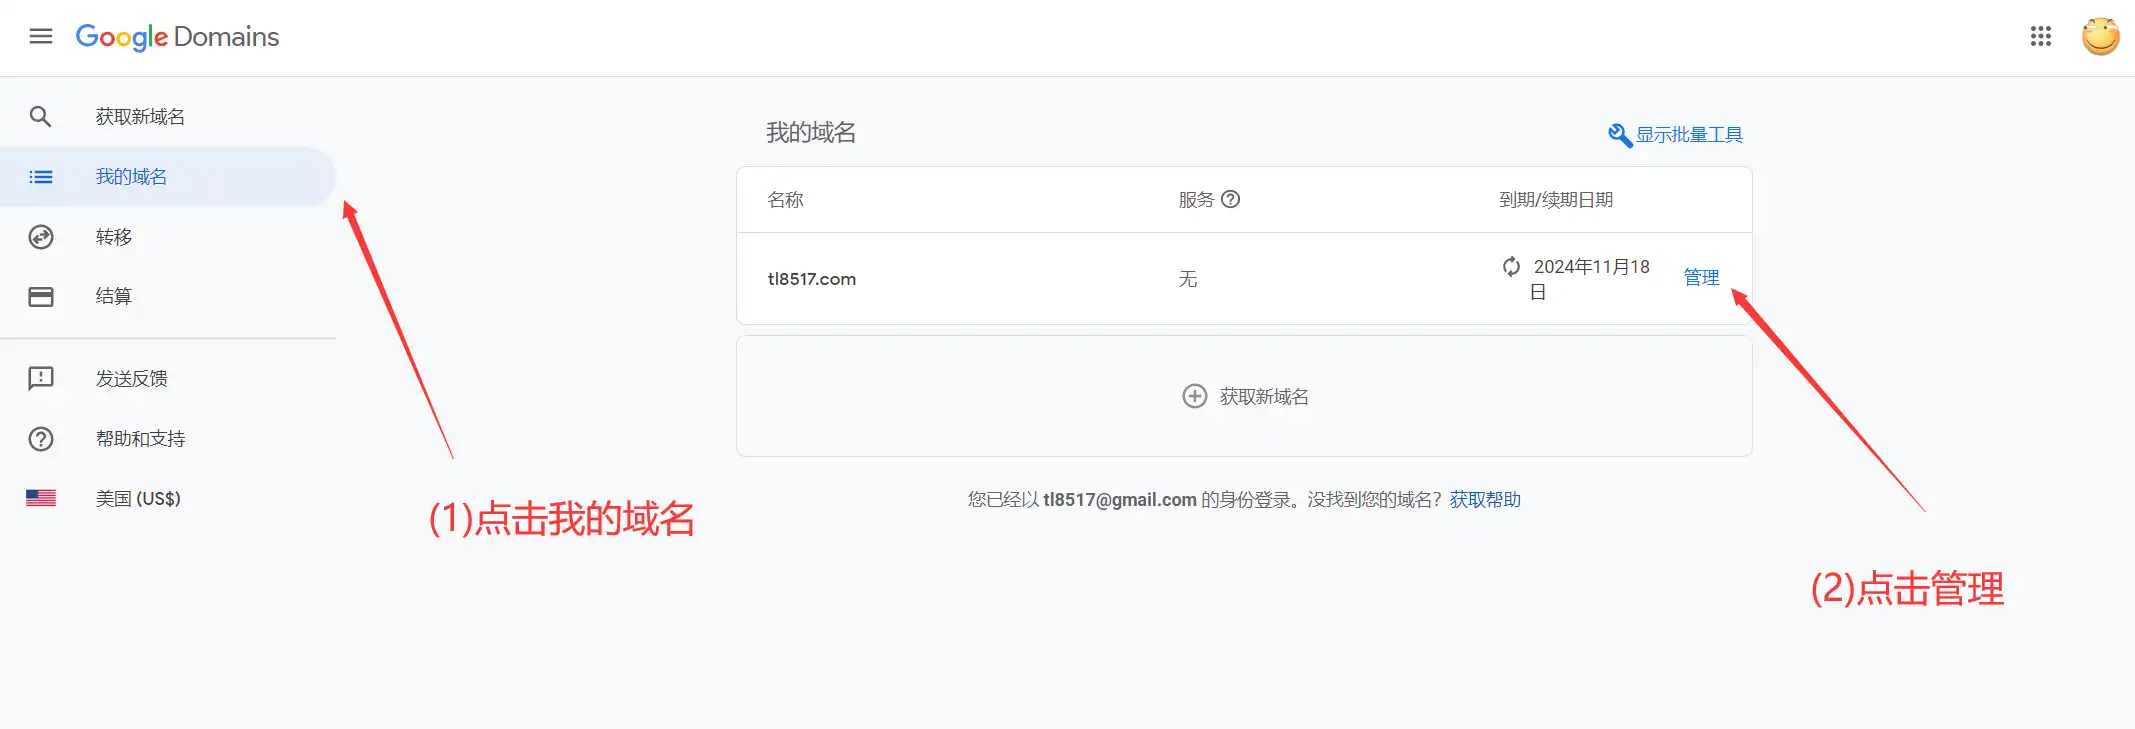 Google Domains
获取新域名
我的域名
转移
结算
发送反馈
帮助和支持
美国 (US$)
我的域名
显示批量工具
名称
服务
到期/续期日期
tl8517.com
无
2024年11月18
日
管理
获取新域名
您已经以 tl8517@gmail.com 的身份登录。没找到您的域名？获取帮助
(1)点击我的域名
(2)点击管理